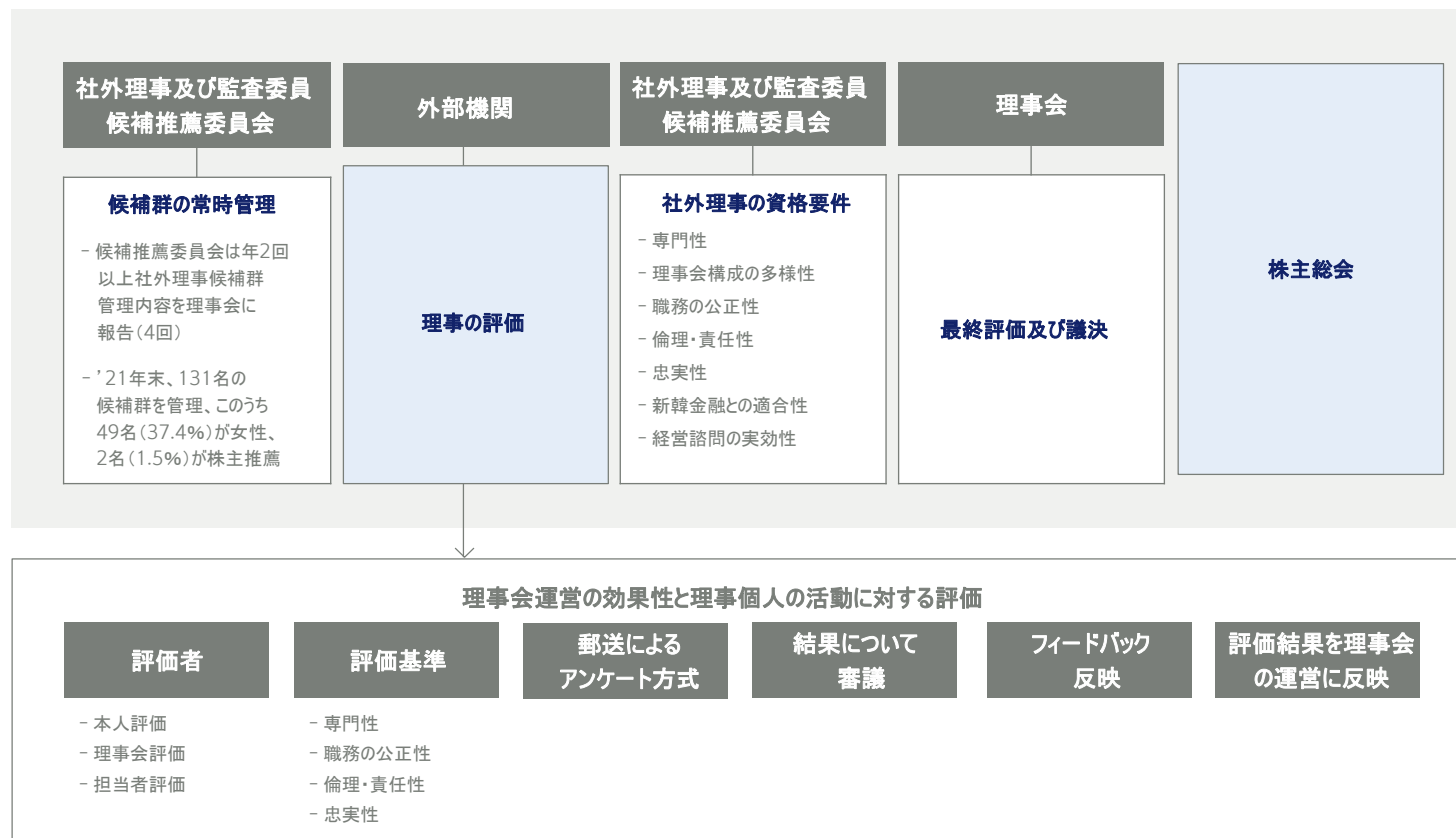 社外理事及び監査委員
候補推薦委員会
候補群の常時管理
- 候補推薦委員会は年2回
以上社外理事候補群
管理内容を理事会に
報告(4回)
- '21年末、131名の
候補群を管理、このうち
49名(37.4%)が女性、
2名(1.5%)が株主推薦
外部機関
理事の評価
社外理事及び監査委員
候補推薦委員会
社外理事の資格要件
- 専門性
- 理事会構成の多様性
- 職務の公正性
- 倫理・責任性
- 忠実性
- 新韓金融との適合性
- 経営諮問の実効性
理事会
最終評価及び議決
株主総会
理事会運営の効果性と理事個人の活動に対する評価
評価者
- 本人評価
- 理事会評価
- 担当者評価
評価基準
- 専門性
- 職務の公正性
- 倫理・責任性
- 忠実性
郵送による
アンケート方式
結果について
審議
フィードバック
反映
評価結果を理事会
の運営に反映